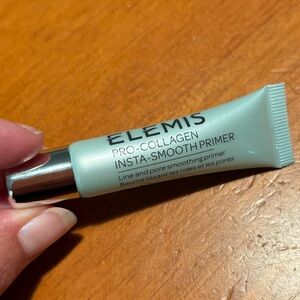 ELEMIS
PRO-COLLAGEN
INSTA-SMOOTH PRIMER
Line and pore smoothing primer
Baume lissant les rides et les pores